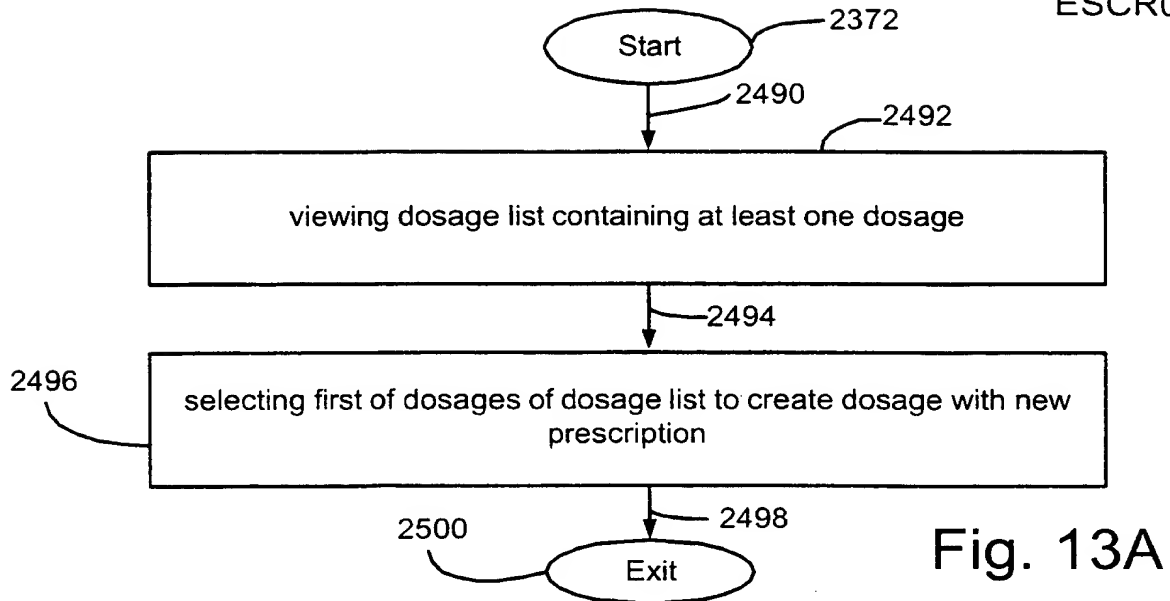 ESCR0
Start
2372
2490
2492
viewing dosage list containing at least one dosage
2494
2496
selecting first of dosages of dosage list to create dosage with new
prescription
2498
2500
Exit
Fig. 13A